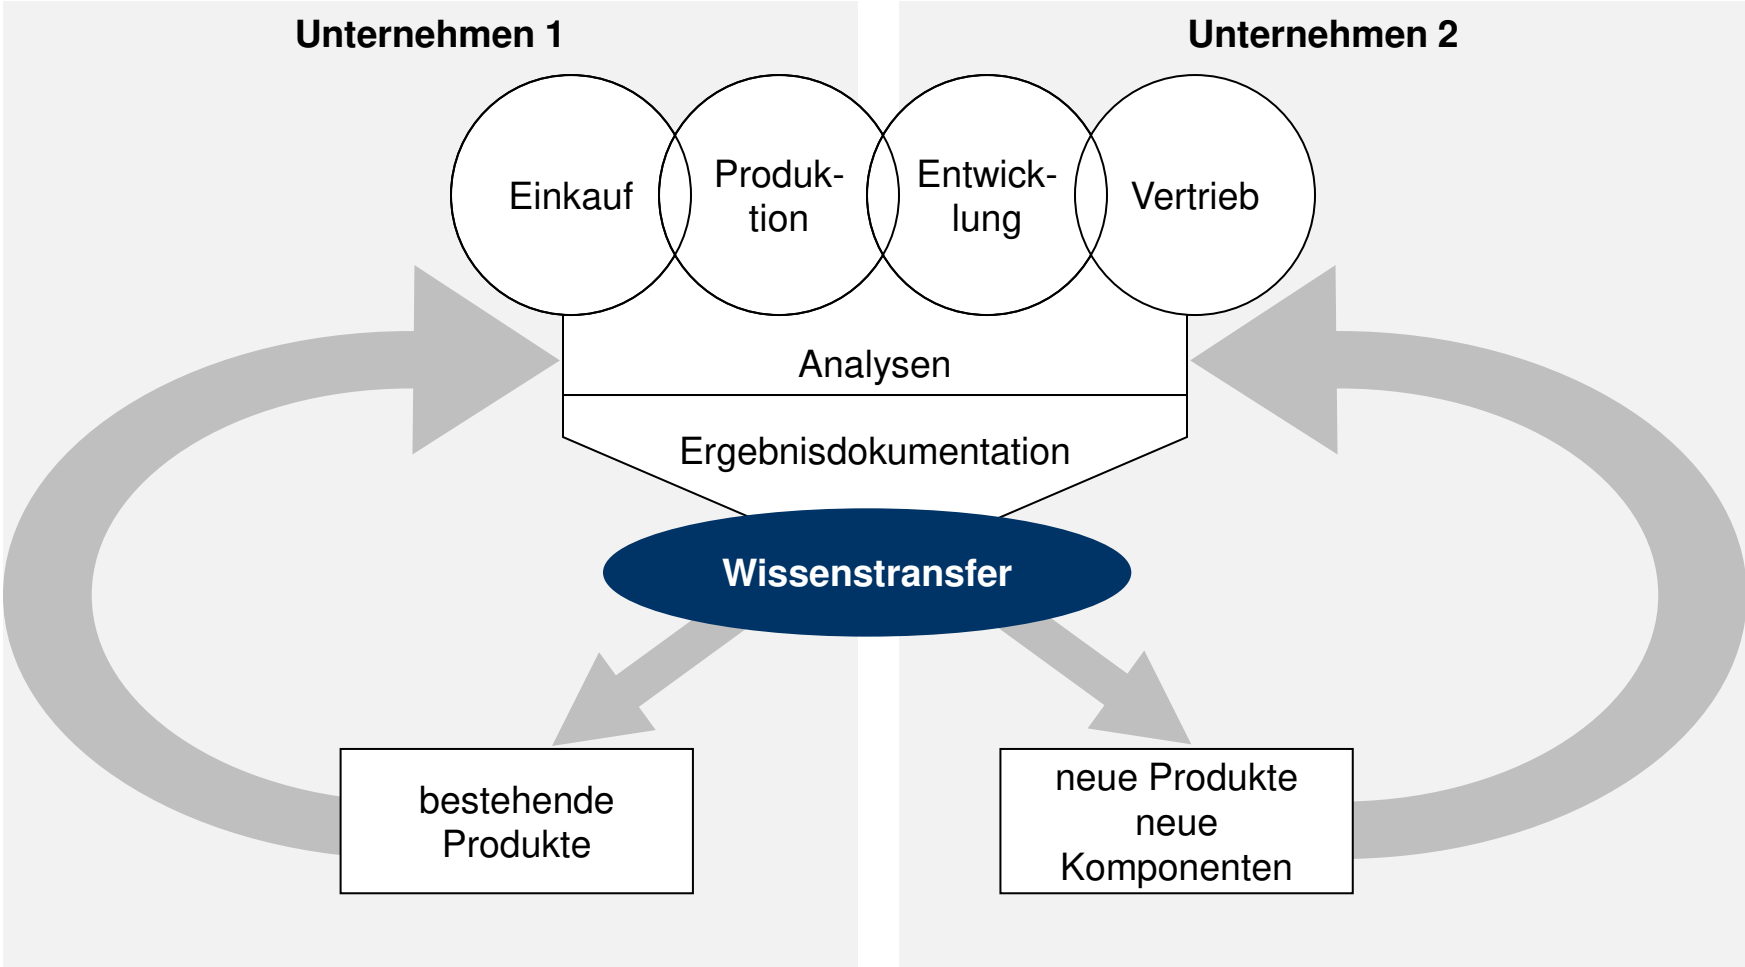 Unternehmen 1
Unternehmen 2
Einkauf
Produk-
tion
Entwick-
lung
Vertrieb
Analysen
Ergebnisdokumentation
Wissenstransfer
bestehende
Produkte
neue Produkte
neue
Komponenten